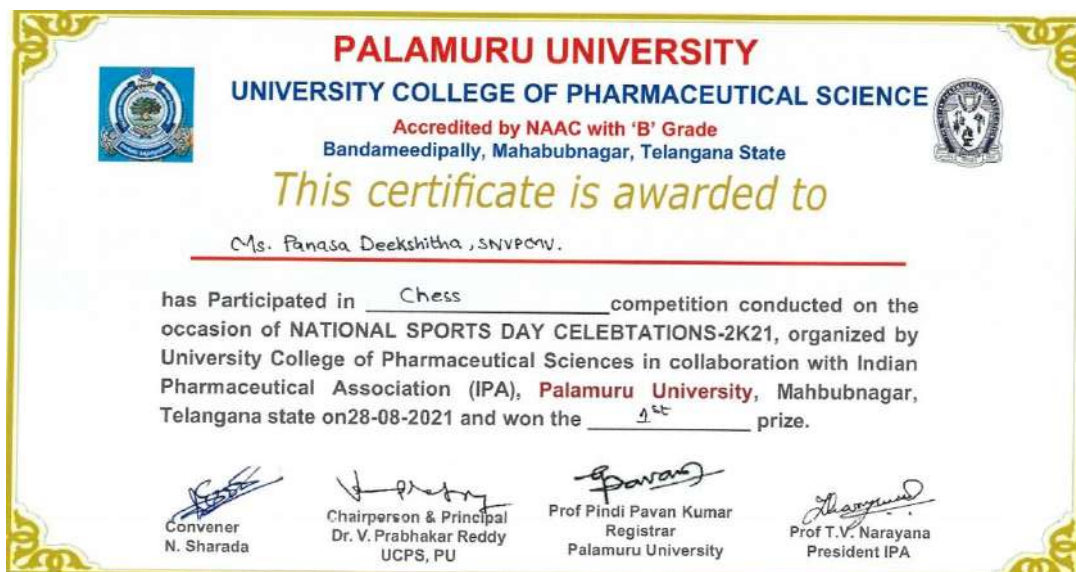 PALAMURU UNIVERSITY
UNIVERSITY COLLEGE OF PHARMACEUTICAL SCIENCE
Accredited by NAAC with ‘B’ Grade
Bandameedipally, Mahabubnagar, Telangana State
This certificate is awarded to
Ms. Panasa Deekshitha, SNVPMV.
has Participated in Chess competition conducted on the
occasion of NATIONAL SPORTS DAY CELEBTATIONS-2K21, organized by
University College of Pharmaceutical Sciences in collaboration with Indian
Pharmaceutical Association (IPA), Palamuru University, Mahbubnagar,
Telangana state on28-08-2021 and won the 1st prize.
Convener
N. Sharada
Chairperson & Principal
Dr. V. Prabhakar Reddy
UCPS, PU
Prof Pindi Pavan Kumar
Registrar
Palamuru University
Prof T.V. Narayana
President IPA